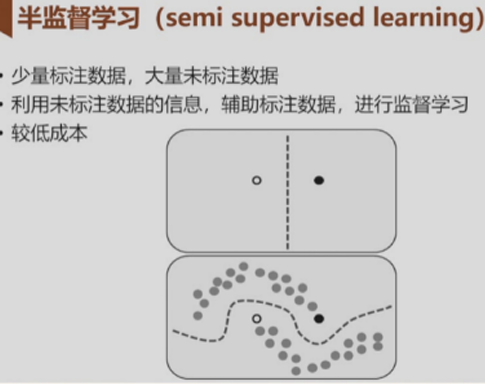 半监督学习（semi supervised learning)
• 少量标注数据，大量未标注数据
• 利用未标注数据的信息，辅助标注数据，进行监督学习
• 较低成本